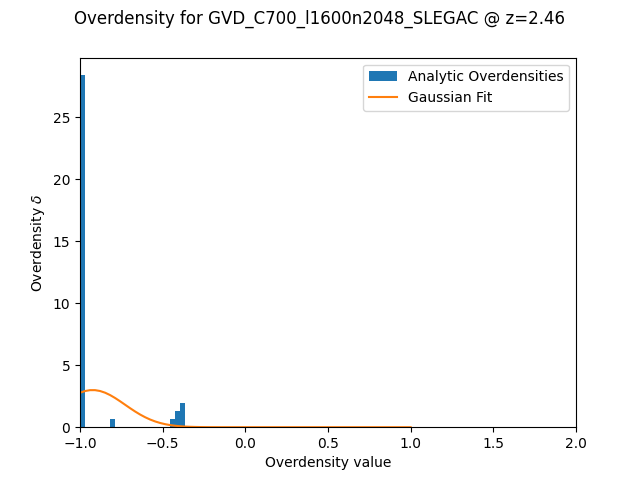 Overdensity for GVD_C700_l1600n2048_SLEGAC @ z=2.46
Analytic Overdensities
Gaussian Fit
Overdensity δ
25
20
15
10
5
0
−1.0
−0.5
0.0
0.5
1.0
1.5
2.0
Overdensity value